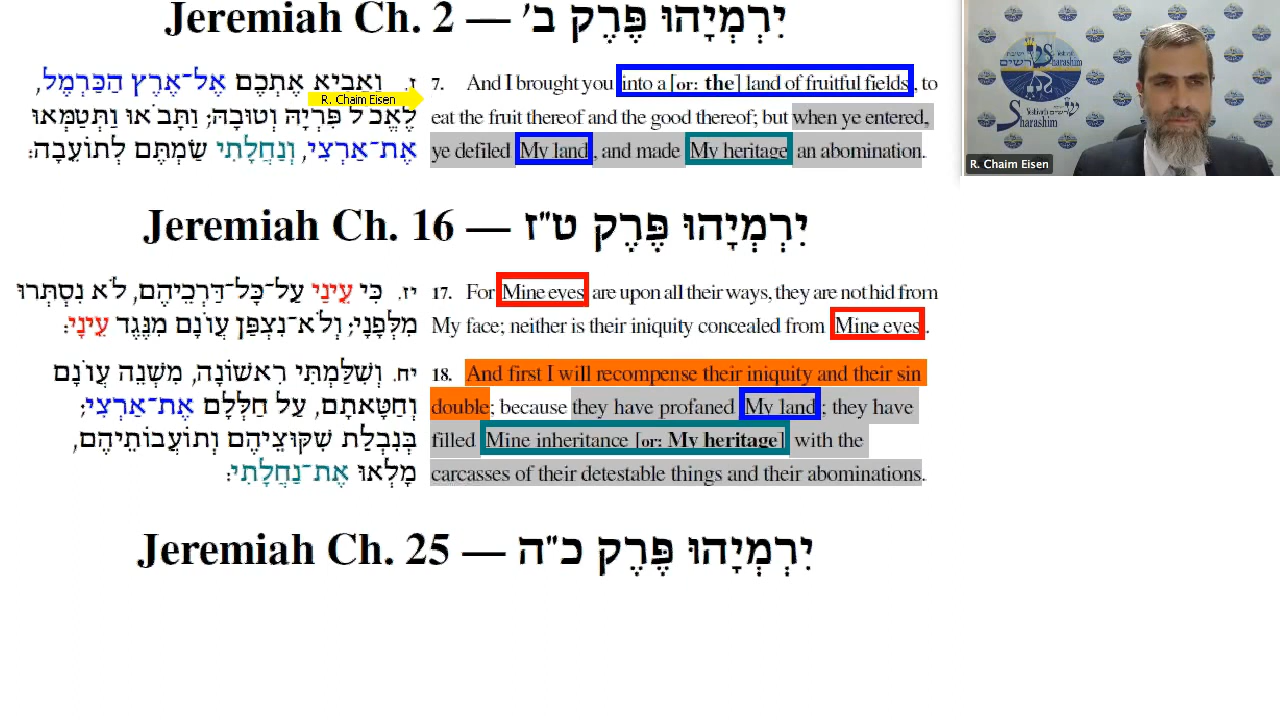 Jeremiah Ch. 2 — יִרְמְיָהוּ פֶּרֶק ב׳
ז. וָאָבִיא אֶתְכֶם אֶל־אֶרֶץ הַכַּרְמֶל,
לֶאֱכֹל פִּרְיָהּ וְטוּבָהּ; וַתָּבֹאוּ וַתְּטַמְּאוּ
אֶת־אַרְצִי, וְנַחֲלָתִי שַׂמְתֶּם לְתוֹעֵבָה:
R. Chaim Eisen
7. And I brought you into a [or: the] land of fruitful fields, to
eat the fruit thereof and the good thereof; but when ye entered,
ye defiled My land, and made My heritage an abomination.
Jeremiah Ch. 16 — יִרְמְיָהוּ פֶּרֶק ט״ז
יז. כִּי עֵינַי עַל־כָּל־דַּרְכֵיהֶם, לֹא נִסְתְּרוּ
מִלְּפָנָי; וְלֹא־נִצְפַּן עֲוֹנָם מִנֶּגֶד עֵינָי:
17. For Mine eyes are upon all their ways, they are not hid from
My face; neither is their iniquity concealed from Mine eyes.
יח. וְשִׁלַּמְתִּי רִאשׁוֹנָה, מִשְׁנֵה עֲוֹנָם
וְחַטָּאתָם, עַל חַלְּלָם אֶת־אַרְצִי;
בְּנִבְלַת שִׁקּוּצֵיהֶם וְתוֹעֲבוֹתֵיהֶם,
מָלְאוּ אֶת־נַחֲלָתִי:
18. And first I will recompense their iniquity and their sin
double; because they have profaned My land; they have
filled Mine inheritance [or: My heritage] with the
carcasses of their detestable things and their abominations.
Jeremiah Ch. 25 — יִרְמְיָהוּ פֶּרֶק כ״ה
R. Chaim Eisen